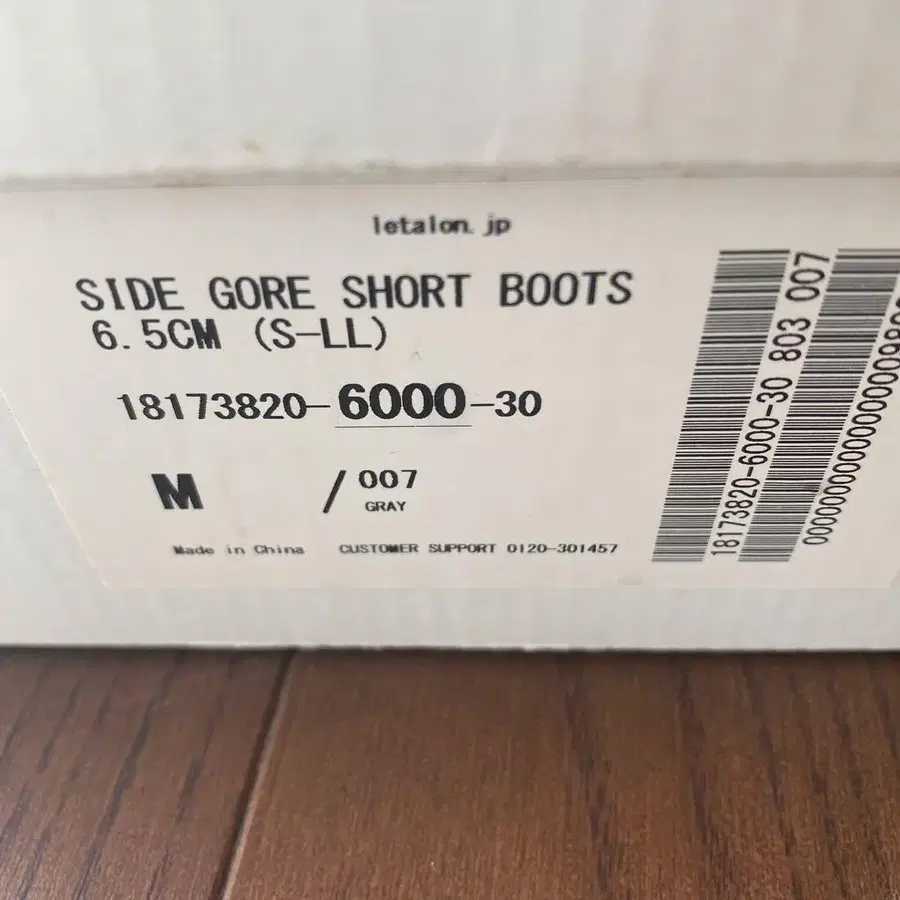 letalon.jp
SIDE GORE SHORT BOOTS
6.5CM (S-LL)
18173820-6000-30
M / 007
GRAY
Made in China CUSTOMER SUPPORT 0120-301457
18173820-6000-30 803 007